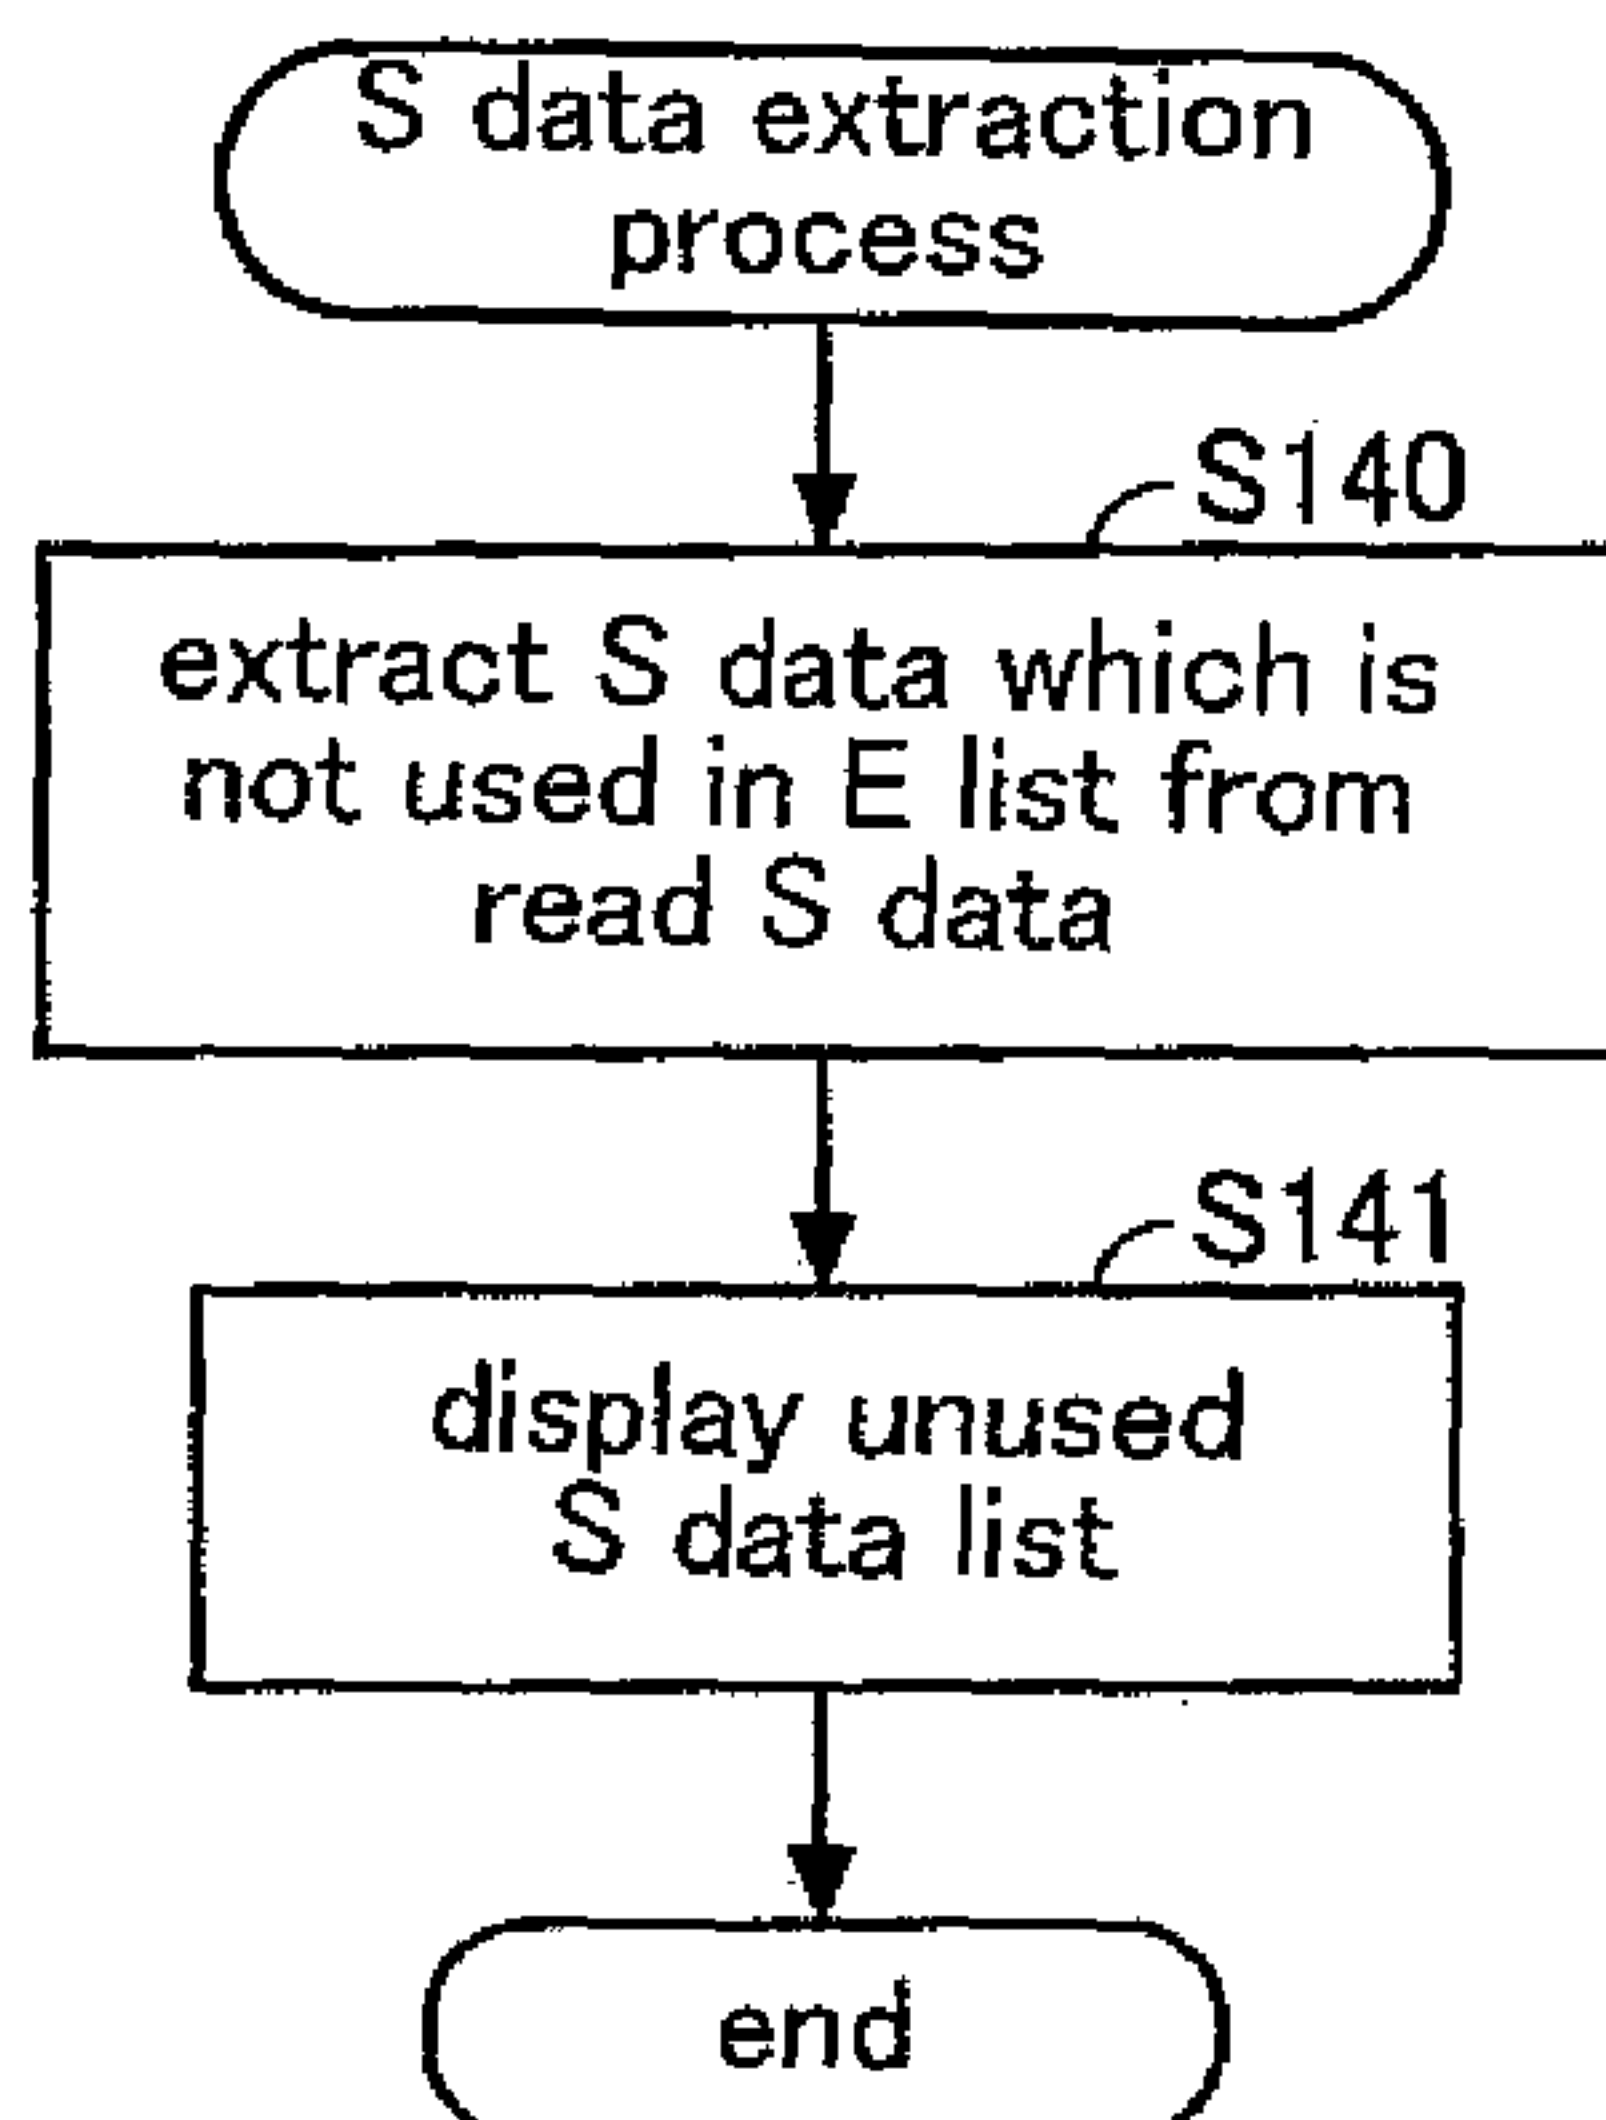 S data extraction
process
S140
extract S data which is
not used in E list from
read S data
S141
display unused
S data list
end